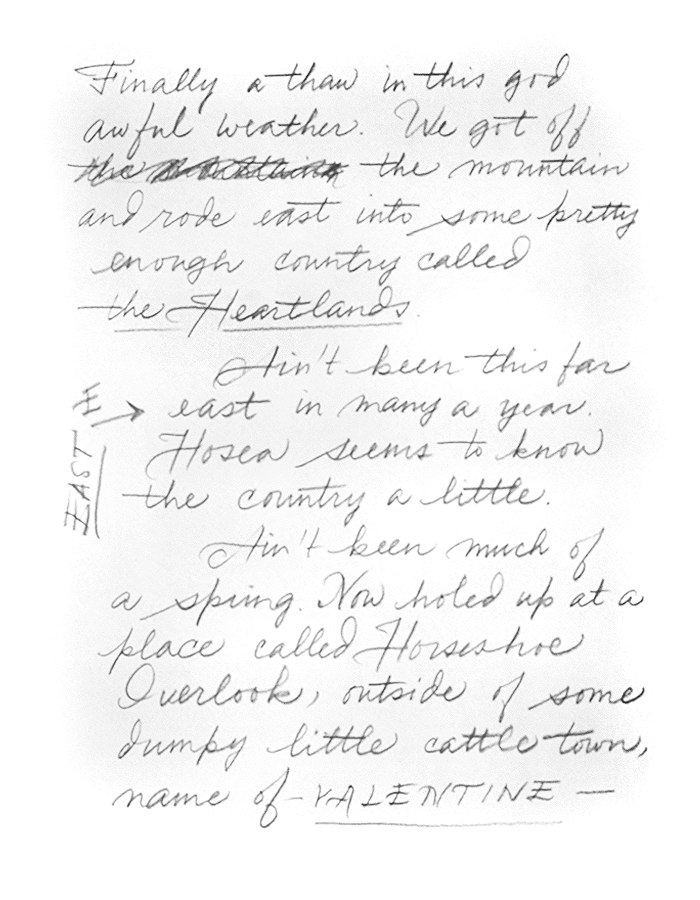 Finally a thaw in this god
awful weather. We got off
the mountain the mountain
and rode east into some pretty
enough country called
the Heartlands.
Ain't been this far
east in many a year.
Hosea seems to know
the country a little.
Ain't been much of
a spring. Now holed up at a
place called Horseshoe
Overlook, outside of some
dumpy little cattle town,
name of - VALENTINE —
E →
EAST